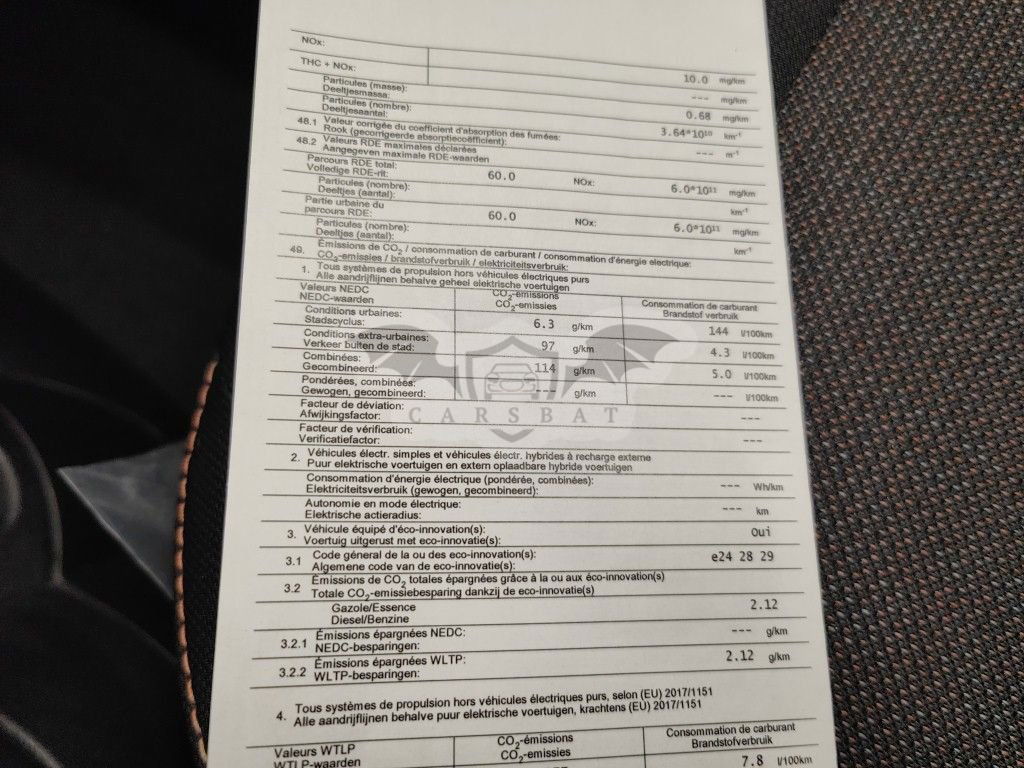 NOx: 10.0 mg/km
THC + NOx: --- mg/km
Particules (masse):
Deeltjesmassa: 0.68 mg/km
Particules (nombre):
Deeltjesaantal: 3.64*10¹⁰ km⁻¹
48.1 Valeur corrigée du coefficient d'absorption des fumées:
Rook (gecorrigeerde absorptiecoëfficient): --- m⁻¹
48.2 Valeurs RDE maximales déclarées
Aangegeven maximale RDE-waarden
Parcours RDE total:
Volledige RDE-rit: 60.0 NOx: 6.0*10¹¹ mg/km
Particules (nombre):
Deeltjes (aantal): km⁻¹
Partie urbaine du
parcours RDE: 60.0 NOx: 6.0*10¹¹ mg/km
Particules (nombre):
Deeltjes (aantal): km⁻¹
49. Émissions de CO₂ / consommation de carburant / consommation d'énergie electrique:
CO₂-emissies / brandstofverbruik / elektriciteitsverbruik:
1. Tous systèmes de propulsion hors véhicules électriques purs
Alle aandrijflijnen behalve geheel elektrische voertuigen
Valeurs NEDC CO₂-émissions Consommation de carburant
NEDC-waarden CO₂-emissies Brandstof verbruik
Conditions urbaines:
Stadscyclus: 6.3 g/km 144 l/100km
Conditions extra-urbaines:
Verkeer buiten de stad: 97 g/km 4.3 l/100km
Combinées:
Gecombineerd: 114 g/km 5.0 l/100km
Pondérées, combinées:
Gewogen, gecombineerd: --- g/km --- l/100km
CARSBAT
Facteur de déviation:
Afwijkingsfactor: ---
Facteur de vérification:
Verificatiefactor: ---
2. Véhicules électr. simples et véhicules électr. hybrides à recharge externe
Puur elektrische voertuigen en extern oplaadbare hybride voertuigen
Consommation d'énergie électrique (pondérée, combinées):
Elektriciteitsverbruik (gewogen, gecombineerd): --- Wh/km
Autonomie en mode électrique:
Elektrische actieradius: --- km
3. Véhicule équipé d'éco-innovation(s): Oui
Voertuig uitgerust met eco-innovatie(s):
3.1 Code général de la ou des eco-innovation(s): e24 28 29
Algemene code van de eco-innovatie(s):
3.2 Émissions de CO₂ totales épargnées grâce à la ou aux éco-innovation(s)
Totale CO₂-emissiebesparing dankzij de eco-innovatie(s)
Gazole/Essence 2.12
Diesel/Benzine
3.2.1 Émissions épargnées NEDC: --- g/km
NEDC-besparingen:
3.2.2 Émissions épargnées WLTP: 2.12 g/km
WLTP-besparingen:
4. Tous systèmes de propulsion hors véhicules électriques purs, selon (EU) 2017/1151
Alle aandrijflijnen behalve puur elektrische voertuigen, krachtens (EU) 2017/1151
Valeurs WTLP CO₂-émissions Consommation de carburant
WTLP-waarden CO₂-emissies Brandstofverbruik
7.8 l/100km